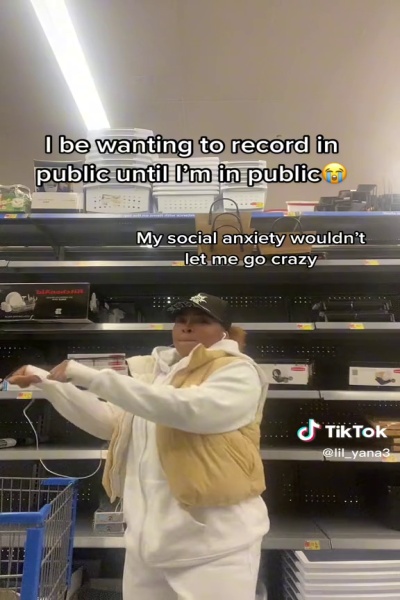 I be wanting to record in
public until I'm in public😭
My social anxiety wouldn't
let me go crazy
TikTok
@lil_yana3